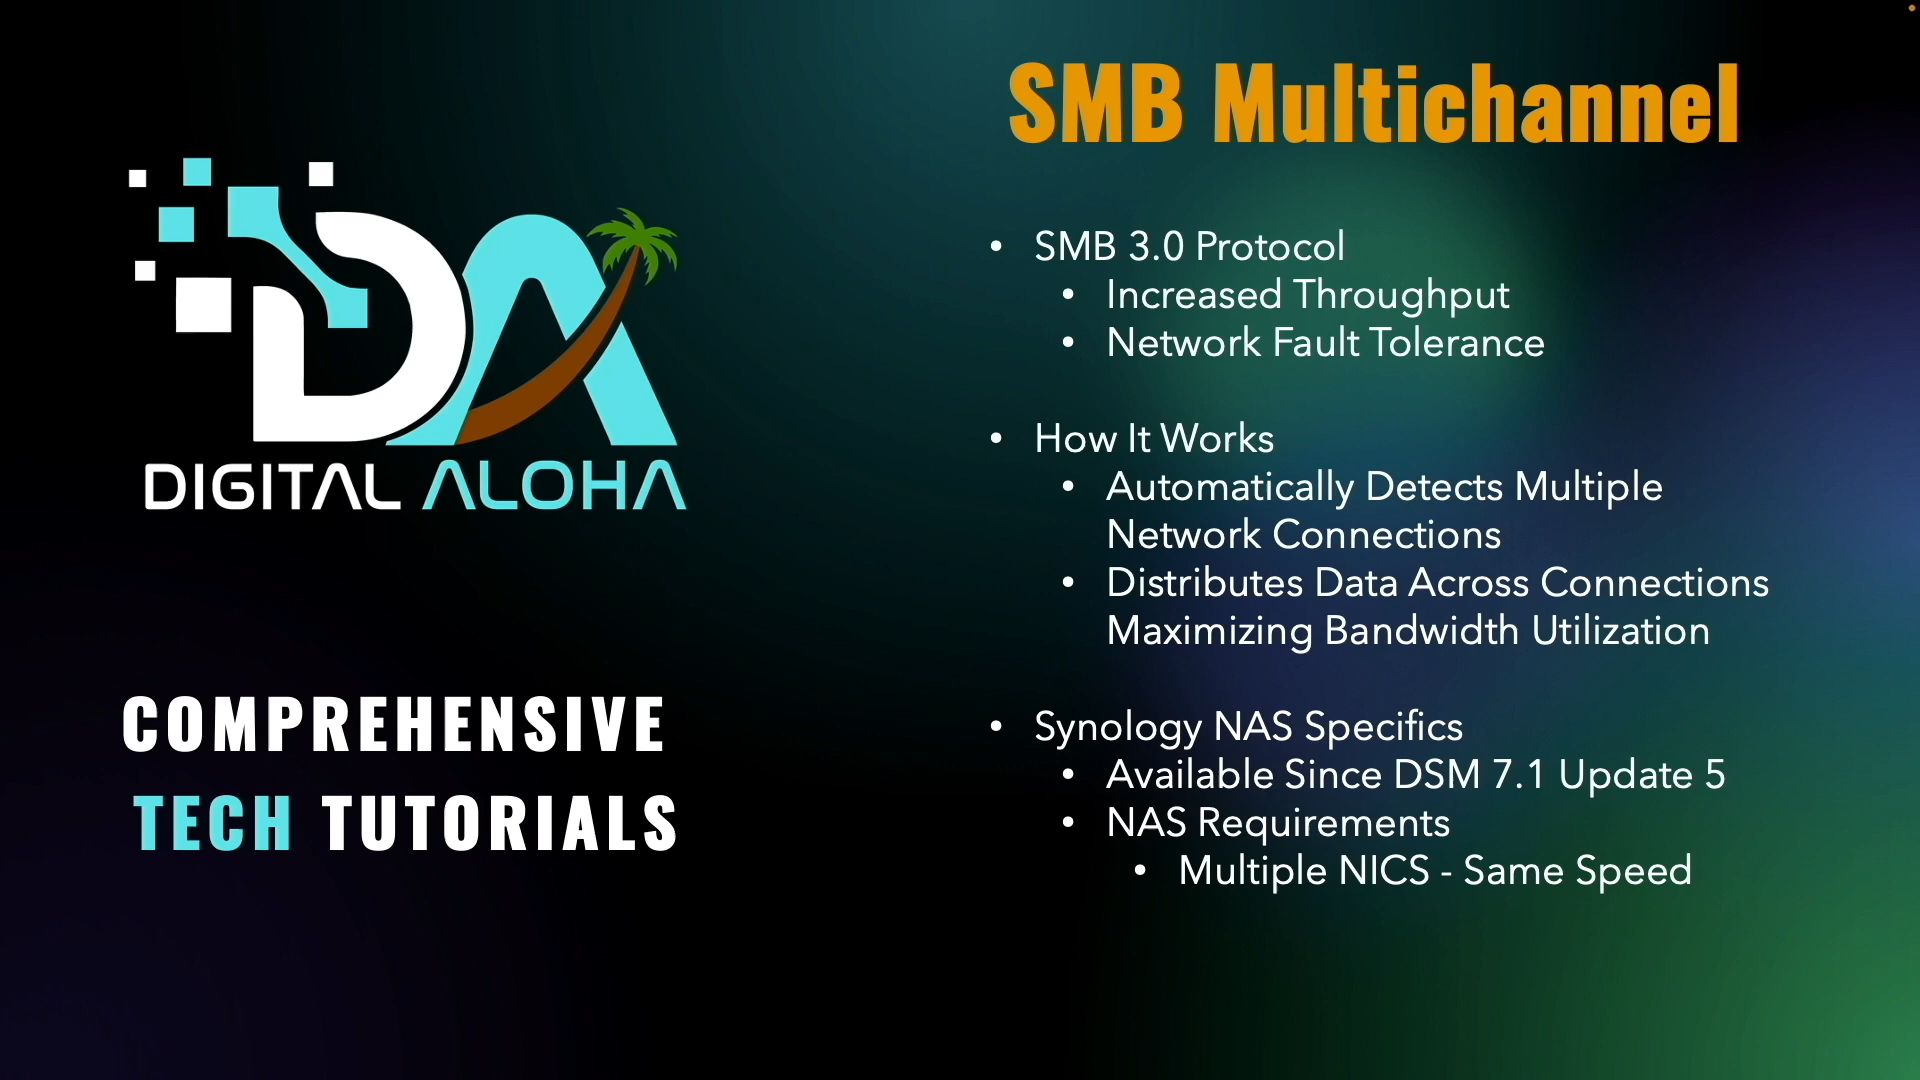 DA
DIGITAL ALOHA
COMPREHENSIVE
TECH TUTORIALS
SMB Multichannel
• SMB 3.0 Protocol
• Increased Throughput
• Network Fault Tolerance
• How It Works
• Automatically Detects Multiple
Network Connections
• Distributes Data Across Connections
Maximizing Bandwidth Utilization
• Synology NAS Specifics
• Available Since DSM 7.1 Update 5
• NAS Requirements
• Multiple NICS - Same Speed